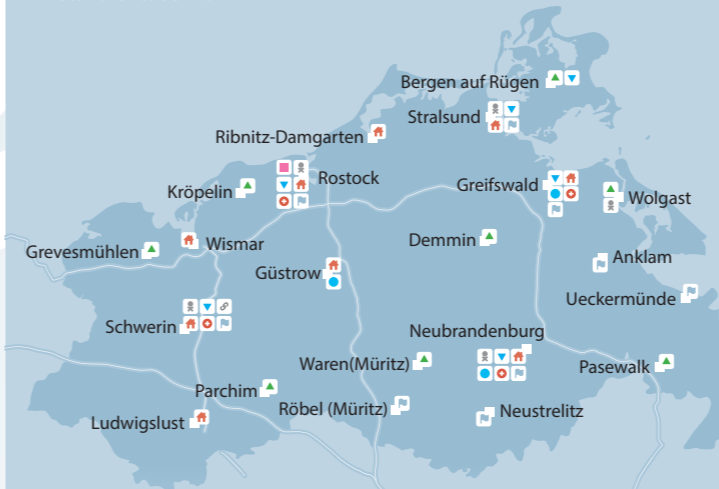 Bergen auf Rügen
Stralsund
Ribnitz-Damgarten
Rostock
Kröpelin
Greifswald
Wolgast
Grevesmühlen
Wismar
Demmin
Anklam
Güstrow
Ueckermünde
Schwerin
Neubrandenburg
Waren(Müritz)
Pasewalk
Parchim
Röbel (Müritz)
Neustrelitz
Ludwigslust